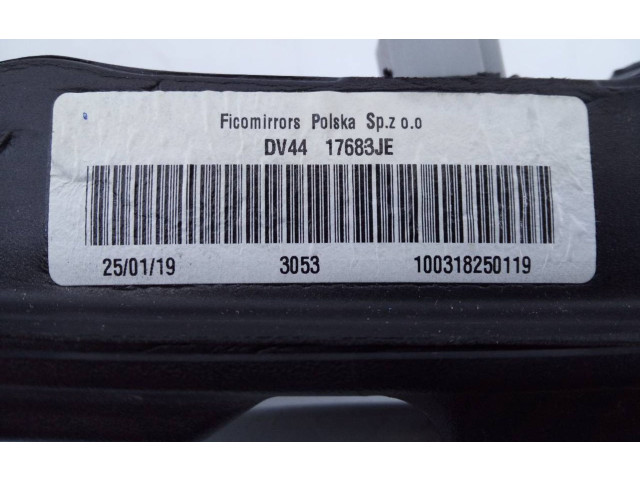 Ficomirrors Polska Sp.z o.o
DV44 17683JE
25/01/19 3053 100318250119